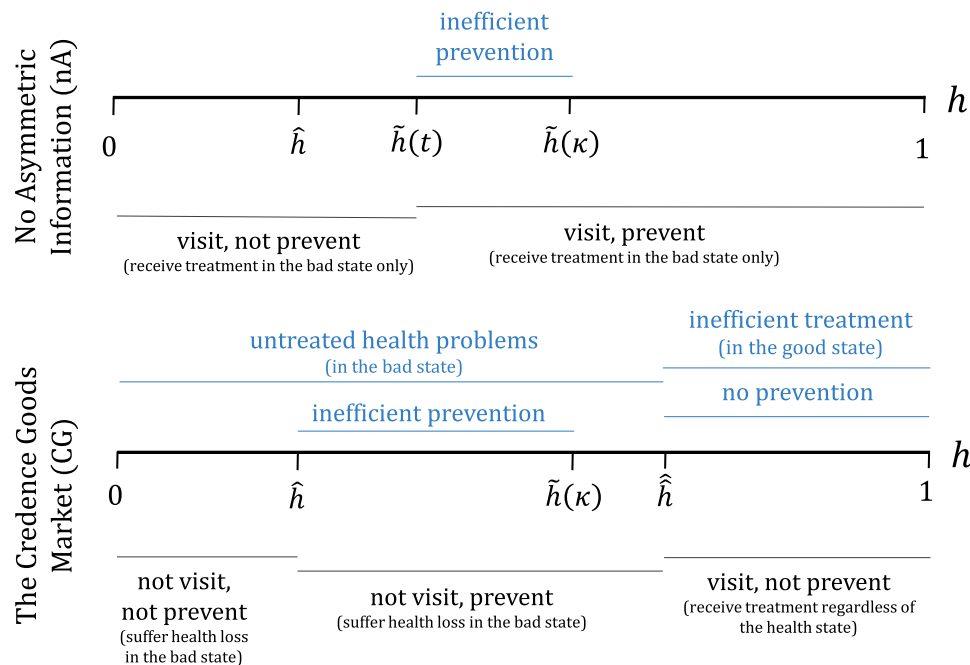 No Asymmetric
Information (nA)
inefficient
prevention
h
0
ĥ
h̃(t)
h̃(κ)
1
visit, not prevent
(receive treatment in the bad state only)
visit, prevent
(receive treatment in the bad state only)
The Credence Goods
Market (CG)
untreated health problems
(in the bad state)
inefficient treatment
(in the good state)
inefficient prevention
no prevention
h
0
ĥ
h̃(κ)
ĥ̂
1
not visit,
not prevent
(suffer health loss
in the bad state)
not visit, prevent
(suffer health loss in the bad state)
visit, not prevent
(receive treatment regardless of
the health state)